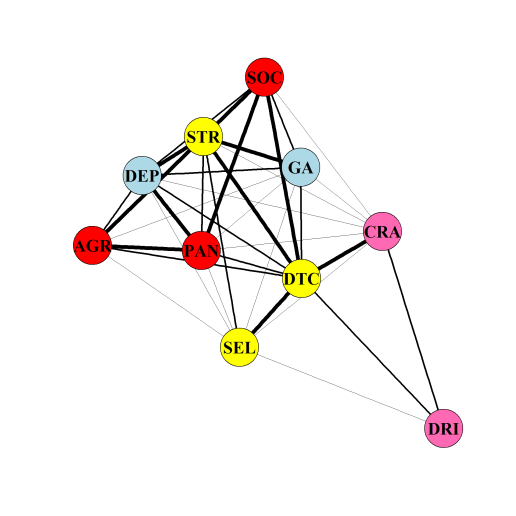 SOC
STR
GA
DEP
CRA
AGR
PAN
DTC
SEL
DRI